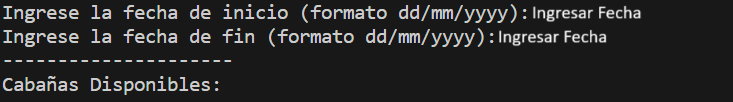 Ingrese la fecha de inicio (formato dd/mm/yyyy):Ingresar Fecha
Ingrese la fecha de fin (formato dd/mm/yyyy):Ingresar Fecha
---------------------
Cabañas Disponibles: